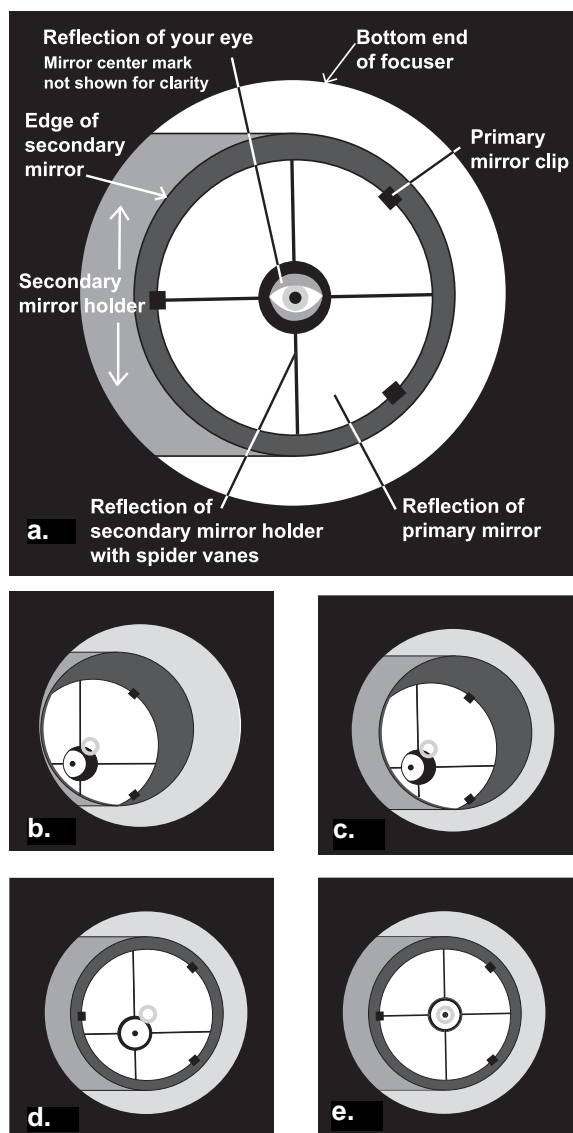 Reflection of your eye
Mirror center mark
not shown for clarity
Bottom end
of focuser
Edge of
secondary
mirror
Primary
mirror clip
Secondary
mirror holder
Reflection of
secondary mirror holder
with spider vanes
Reflection of
primary mirror
a.
b.
c.
d.
e.